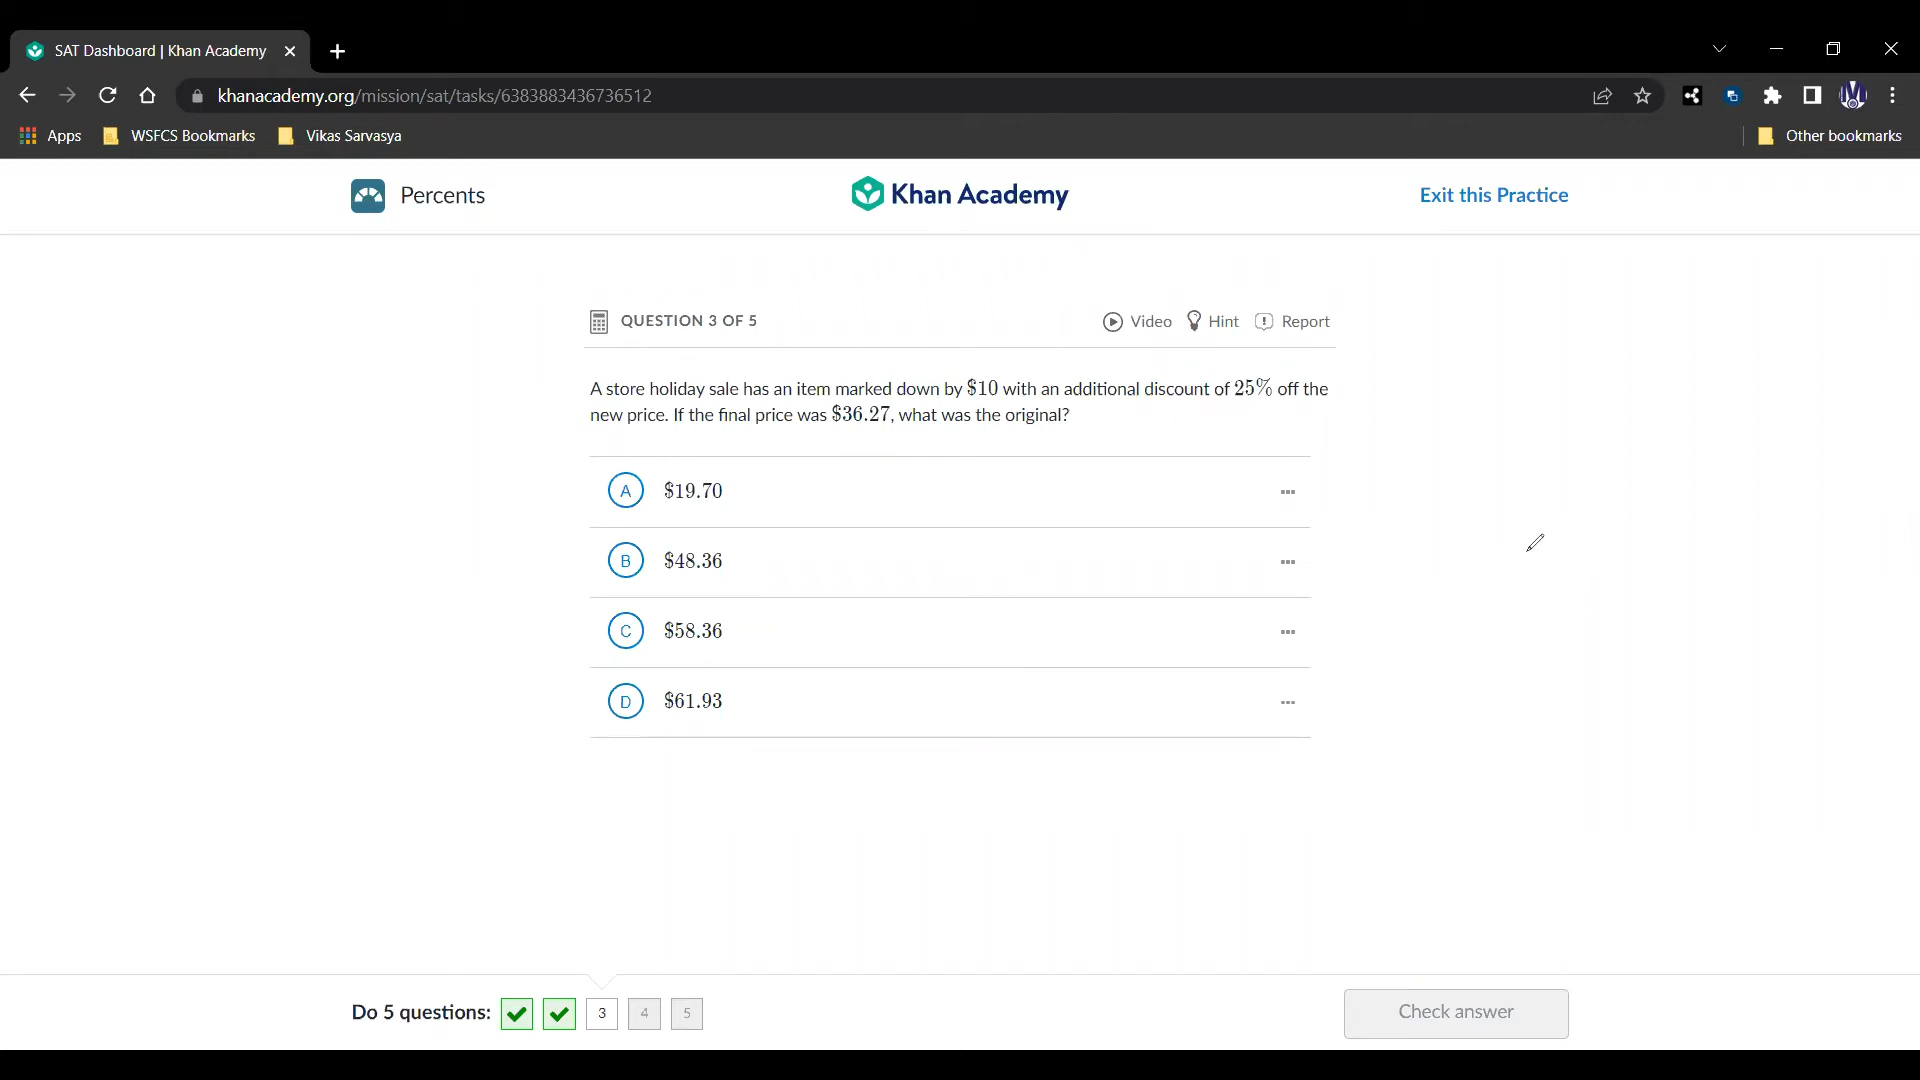 SAT Dashboard | Khan Academy
khanacademy.org/mission/sat/tasks/6383883436736512
Apps
WSFCS Bookmarks
Vikas Sarvasya
Other bookmarks
Percents
Khan Academy
Exit this Practice
QUESTION 3 OF 5
Video
Hint
Report
A store holiday sale has an item marked down by $10 with an additional discount of 25% off the
new price. If the final price was $36.27, what was the original?
A $19.70
B $48.36
C $58.36
D $61.93
Do 5 questions: 3 4 5
Check answer